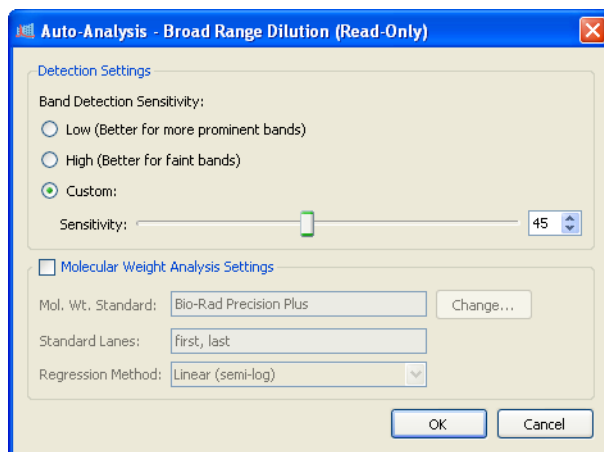 Auto-Analysis - Broad Range Dilution (Read-Only)
Detection Settings
Band Detection Sensitivity:
Low (Better for more prominent bands)
High (Better for faint bands)
Custom:
Sensitivity: 45
Molecular Weight Analysis Settings
Mol. Wt. Standard: Bio-Rad Precision Plus Change...
Standard Lanes: first, last
Regression Method: Linear (semi-log)
OK Cancel